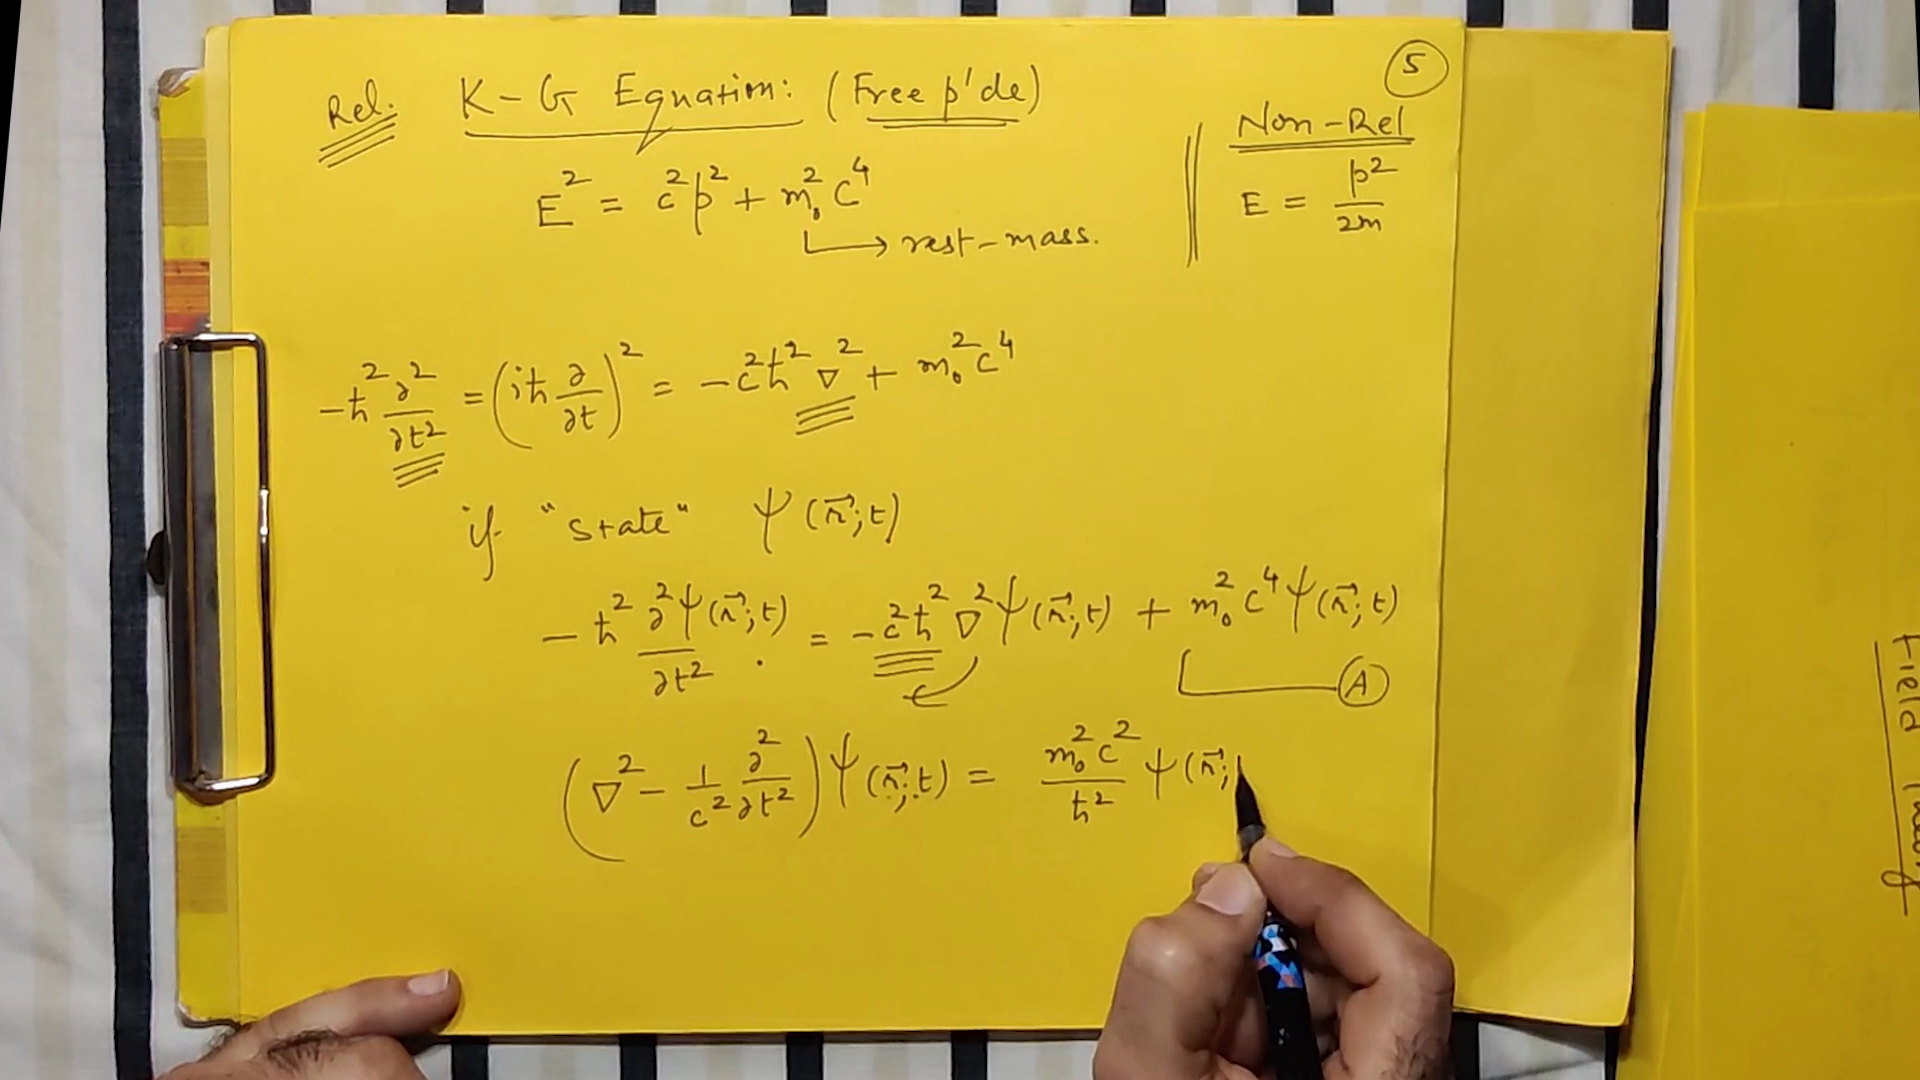 5
Rel. K-G Equation: (Free p'cle)
E² = c²p² + m₀²c⁴
→ rest-mass.
Non-Rel
E = p²/2m
-ħ² ∂²/∂t² = (iħ ∂/∂t)² = -c²ħ² ∇² + m₀²c⁴
if "state" ψ(r⃗;t)
-ħ² ∂²ψ(r⃗;t)/∂t² = -c²ħ² ∇²ψ(r⃗;t) + m₀²c⁴ψ(r⃗;t)
A
(∇² - 1/c² ∂²/∂t²)ψ(r⃗;t) = m₀²c²/ħ² ψ(r⃗;
Field